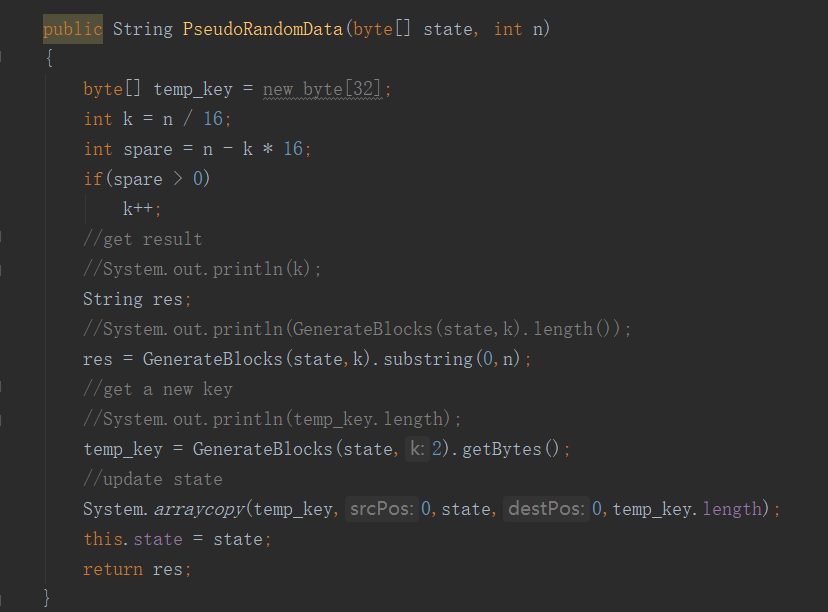 public String PseudoRandomData(byte[] state, int n)
{
    byte[] temp_key = new byte[32];
    int k = n / 16;
    int spare = n - k * 16;
    if(spare > 0)
        k++;
    //get result
    //System.out.println(k);
    String res;
    //System.out.println(GenerateBlocks(state,k).length());
    res = GenerateBlocks(state,k).substring(0,n);
    //get a new key
    //System.out.println(temp_key.length);
    temp_key = GenerateBlocks(state, k: 2).getBytes();
    //update state
    System.arraycopy(temp_key, srcPos: 0,state, destPos: 0,temp_key.length);
    this.state = state;
    return res;
}